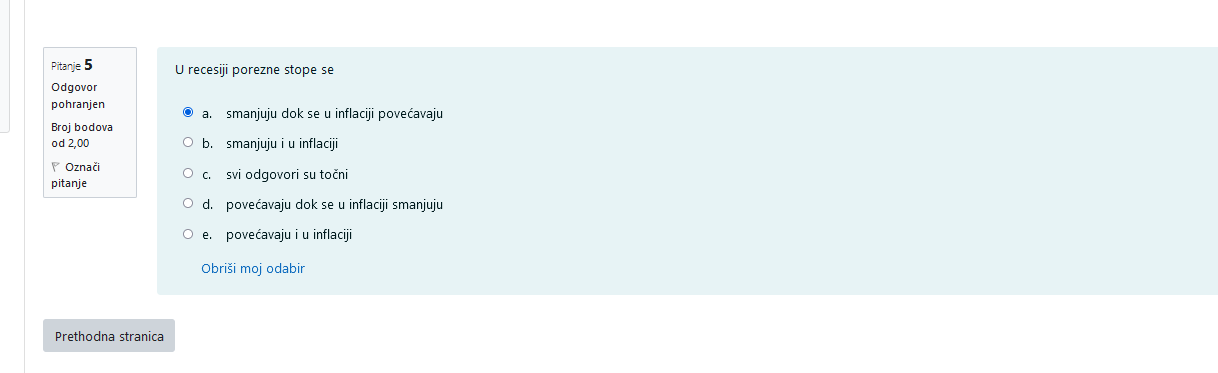 Pitanje 5
Odgovor
pohranjen
Broj bodova
od 2,00
Označi
pitanje
U recesiji porezne stope se
a. smanjuju dok se u inflaciji povećavaju
b. smanjuju i u inflaciji
c. svi odgovori su točni
d. povećavaju dok se u inflaciji smanjuju
e. povećavaju i u inflaciji
Obriši moj odabir
Prethodna stranica